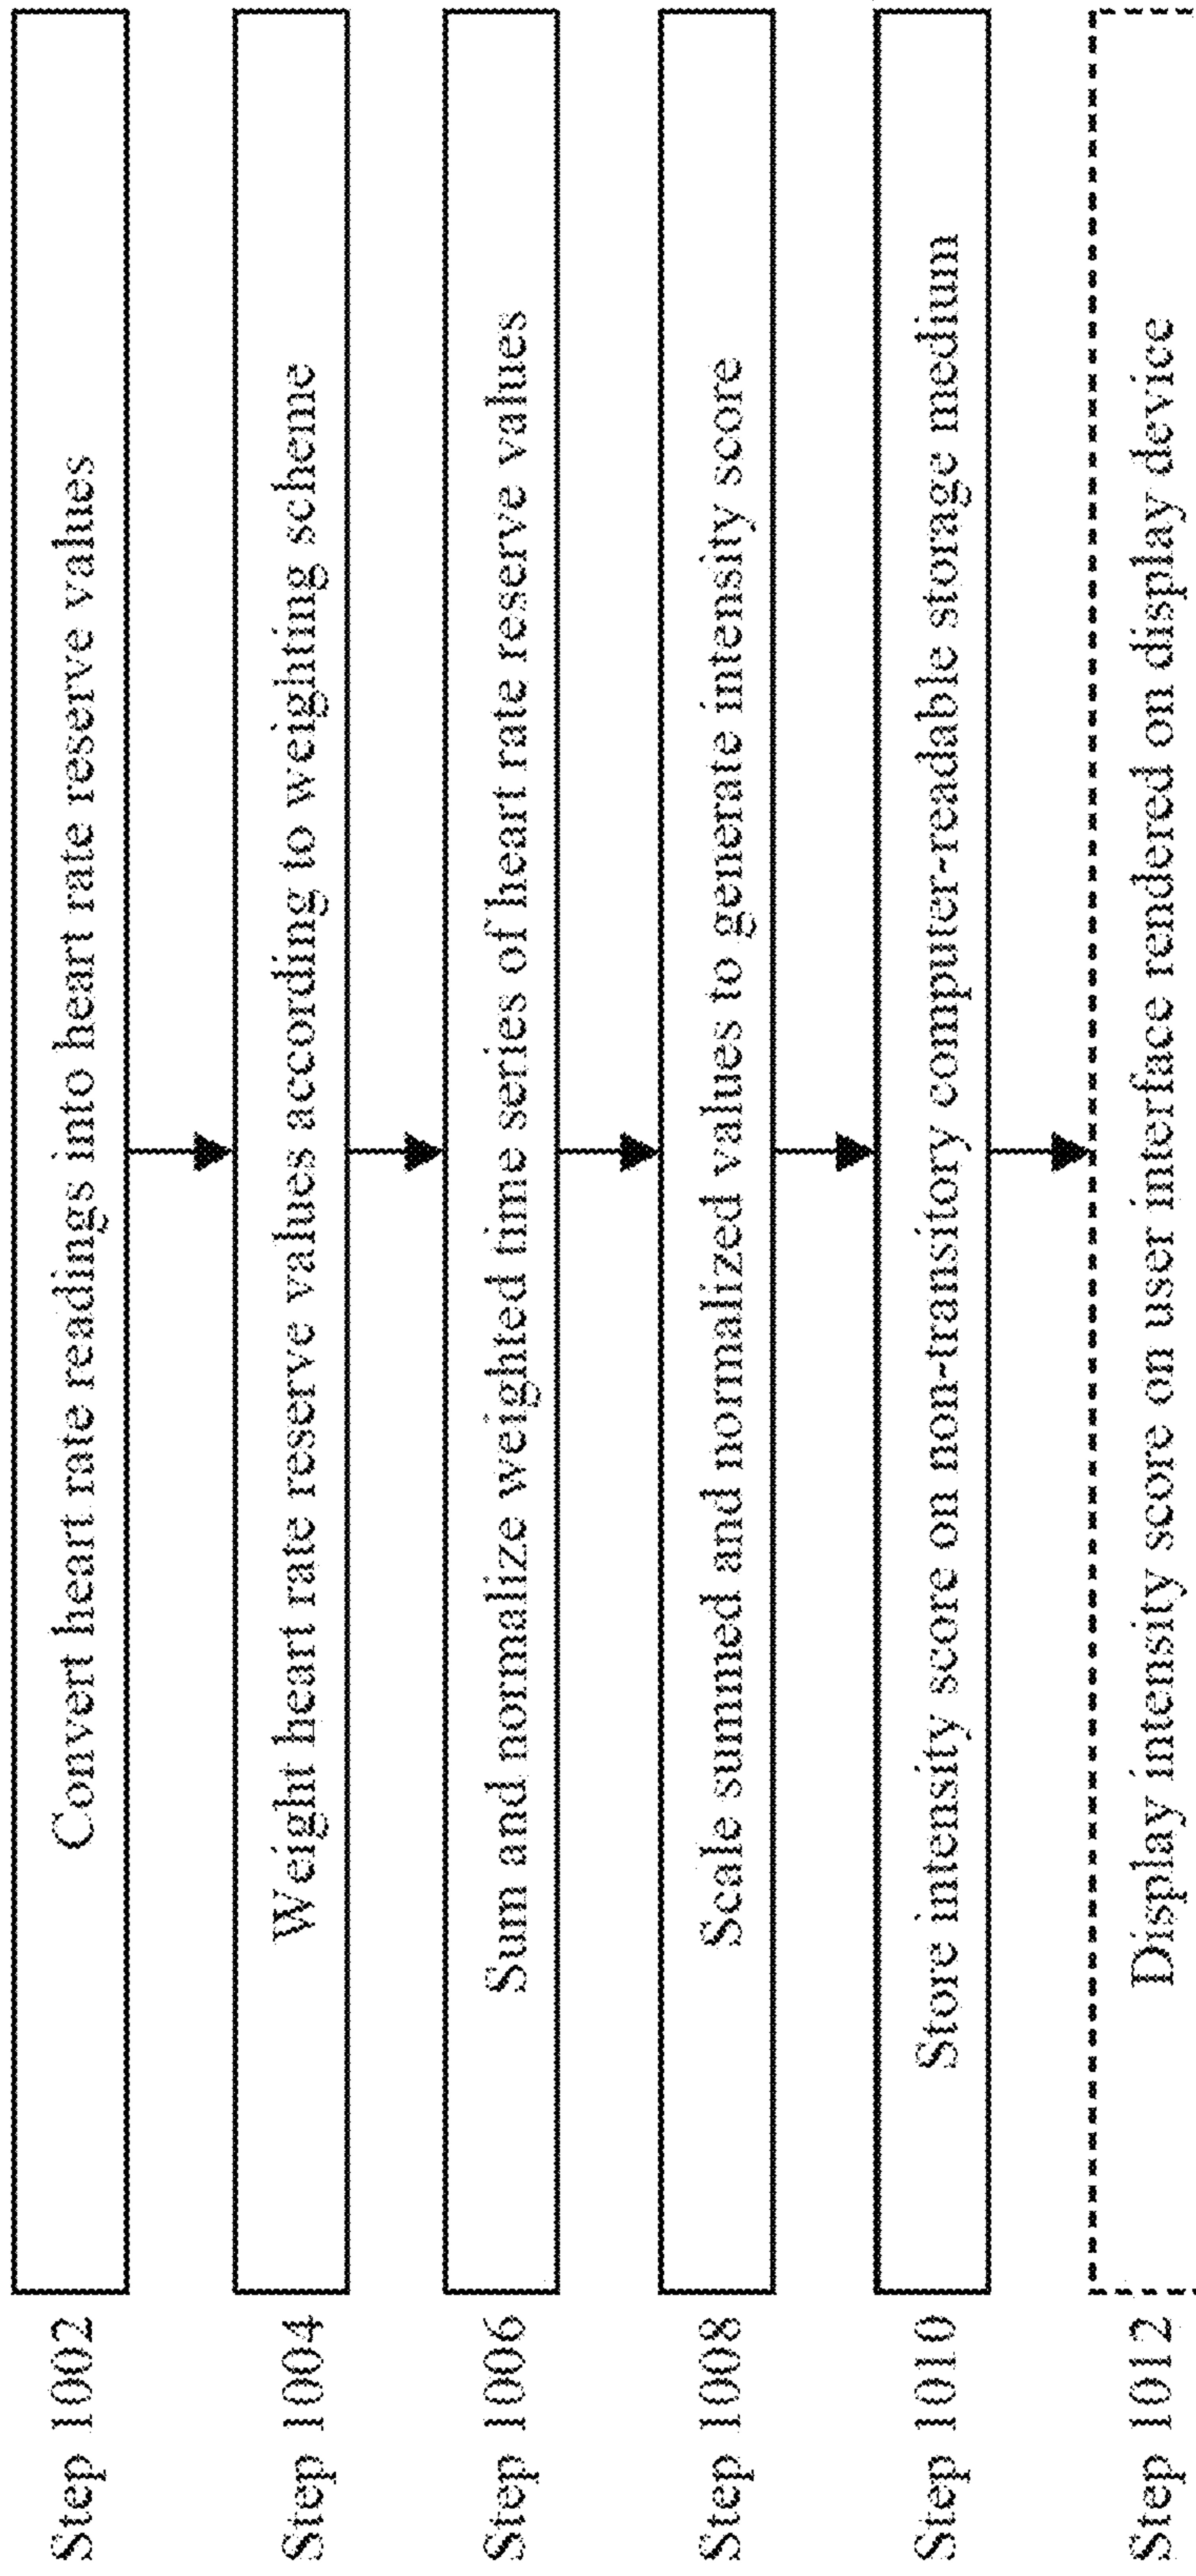 Step 1002
Convert heart rate readings into heart rate reserve values
Step 1004
Weight heart rate reserve values according to weighting scheme
Step 1006
Sum and normalize weighted time series of heart rate reserve values
Step 1008
Scale summed and normalized values to generate intensity score
Step 1010
Store intensity score on non-transitory computer-readable storage medium
Step 1012
Display intensity score on user interface rendered on display device